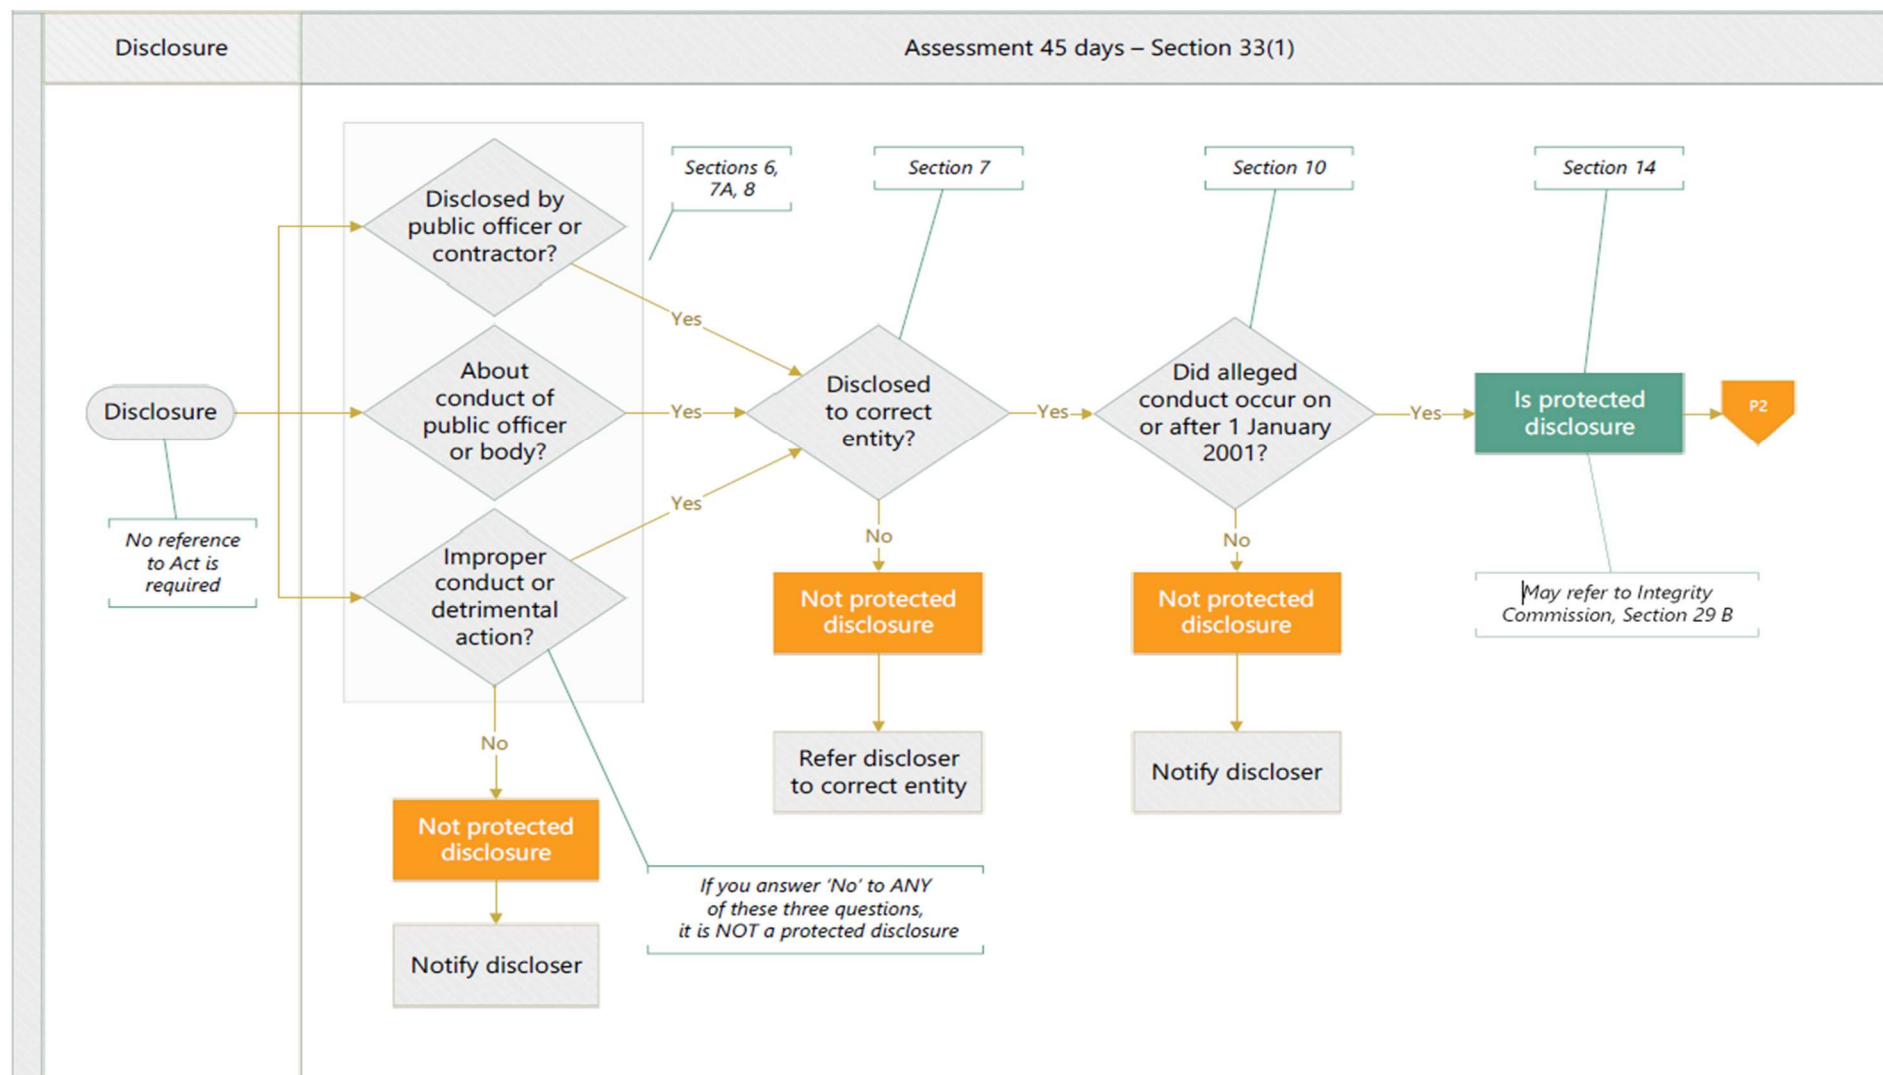 Disclosure
Assessment 45 days – Section 33(1)
Disclosed by
public officer or
contractor?
Sections 6,
7A, 8
Section 7
Section 10
Section 14
Yes
About
conduct of
public officer
or body?
Disclosure
Yes
Disclosed
to correct
entity?
Yes
Did alleged
conduct occur on
or after 1 January
2001?
Yes
Is protected
disclosure
P2
Yes
No reference
to Act is
required
Improper
conduct or
detrimental
action?
No
Not protected
disclosure
No
Not protected
disclosure
May refer to Integrity
Commission, Section 29 B
No
Refer discloser
to correct entity
Notify discloser
Not protected
disclosure
If you answer ‘No’ to ANY
of these three questions,
it is NOT a protected disclosure
Notify discloser